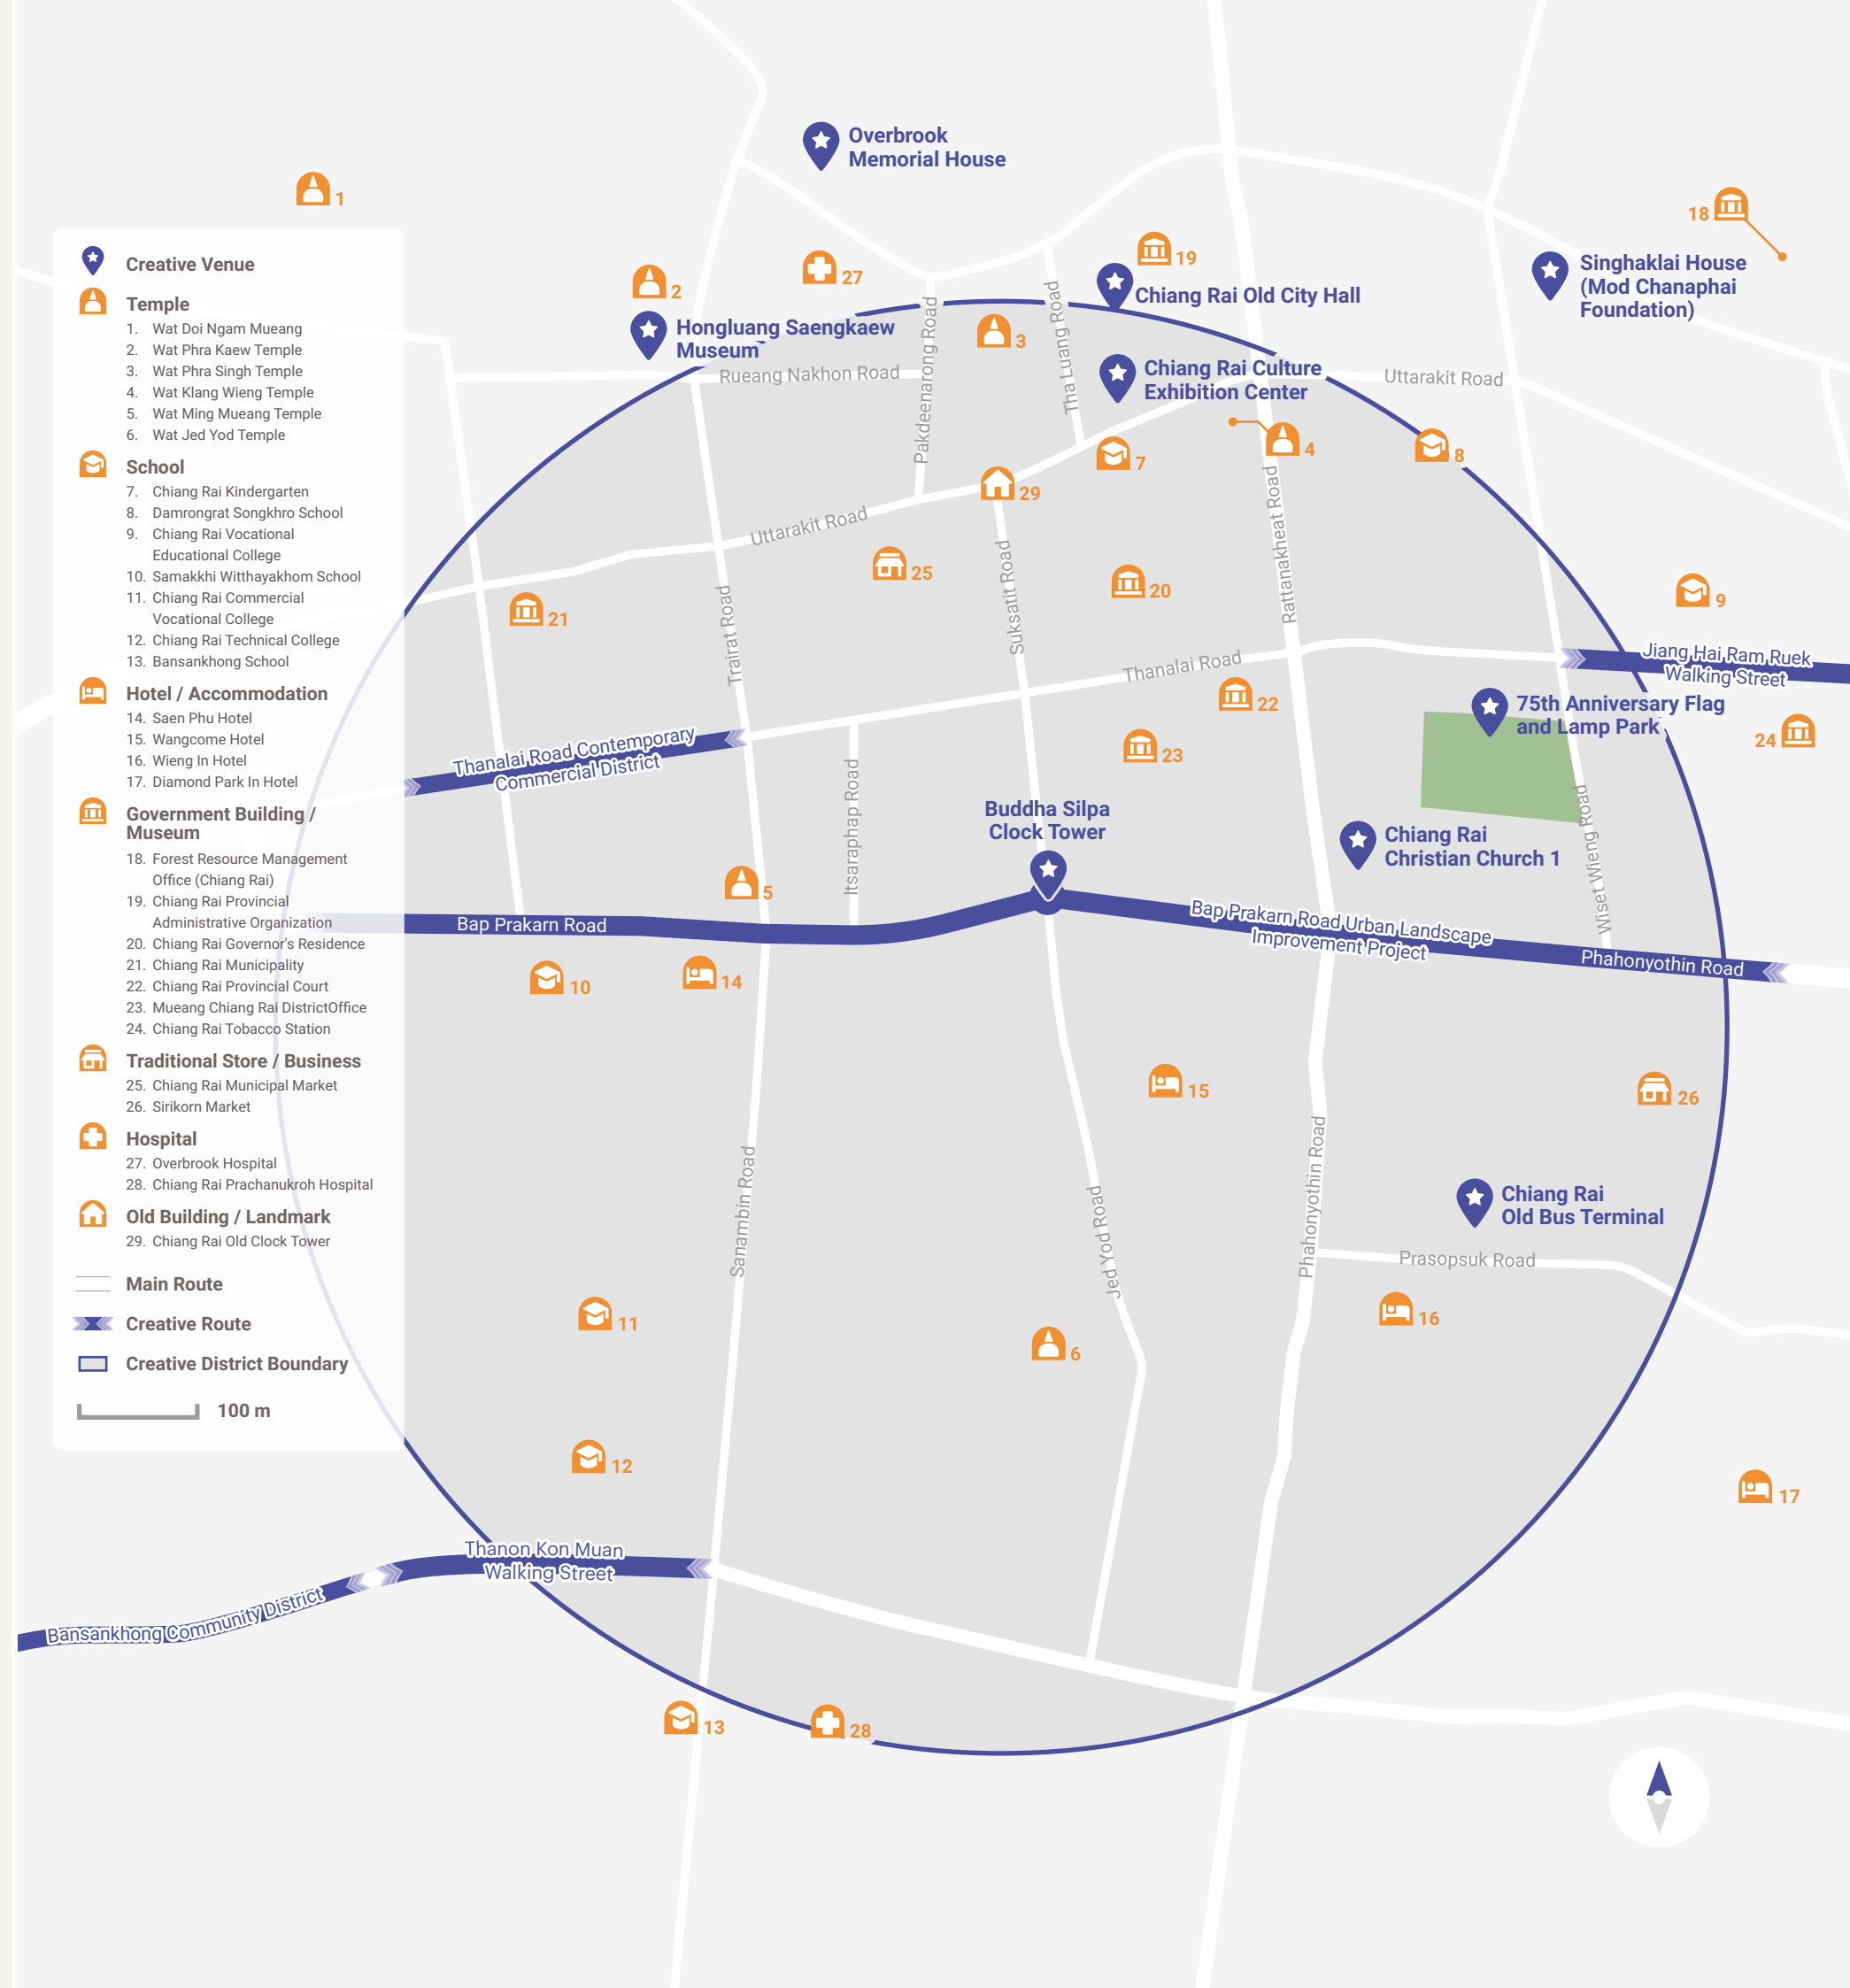 Overbrook
Memorial House
1
18
Creative Venue
Temple
1. Wat Doi Ngam Mueang
2. Wat Phra Kaew Temple
3. Wat Phra Singh Temple
4. Wat Klang Wieng Temple
5. Wat Ming Mueang Temple
6. Wat Jed Yod Temple
School
7. Chiang Rai Kindergarten
8. Damrongrat Songkhro School
9. Chiang Rai Vocational
Educational College
10. Samakkhi Witthayakhom School
11. Chiang Rai Commercial
Vocational College
12. Chiang Rai Technical College
13. Bansankhong School
Hotel / Accommodation
14. Saen Phu Hotel
15. Wangcome Hotel
16. Wieng In Hotel
17. Diamond Park In Hotel
Government Building /
Museum
18. Forest Resource Management
Office (Chiang Rai)
19. Chiang Rai Provincial
Administrative Organization
20. Chiang Rai Governor's Residence
21. Chiang Rai Municipality
22. Chiang Rai Provincial Court
23. Mueang Chiang Rai DistrictOffice
24. Chiang Rai Tobacco Station
Traditional Store / Business
25. Chiang Rai Municipal Market
26. Sirikorn Market
Hospital
27. Overbrook Hospital
28. Chiang Rai Prachanukroh Hospital
Old Building / Landmark
29. Chiang Rai Old Clock Tower
Main Route
Creative Route
Creative District Boundary
100 m
19
27
2
Singhaklai House
(Mod Chanaphai
Foundation)
Chiang Rai Old City Hall
Hongluang Saengkaew
Museum
3
Tha Luang Road
Pakdeenarong Road
Rueang Nakhon Road
Chiang Rai Culture
Exhibition Center
Uttarakit Road
4
8
7
29
Uttarakit Road
25
20
21
9
Trairat Road
Suksatit Road
Rattanakheat Road
Thanalai Road
Jiang Hai Ram Ruek
Walking Street
22
75th Anniversary Flag
and Lamp Park
24
23
Thanalai Road Contemporary
Commercial District
Itsaraphap Road
Buddha Silpa
Clock Tower
Chiang Rai
Christian Church 1
Wiset Wieng Road
5
Bap Prakarn Road
Bap Prakarn Road Urban Landscape
Improvement Project
Phahonyothin Road
10
14
15
26
Sanambin Road
Jed Yod Road
Phahonyothin Road
Chiang Rai
Old Bus Terminal
Prasopsuk Road
11
16
6
12
17
Thanon Kon Muan
Walking Street
Bansankhong Community District
13
28